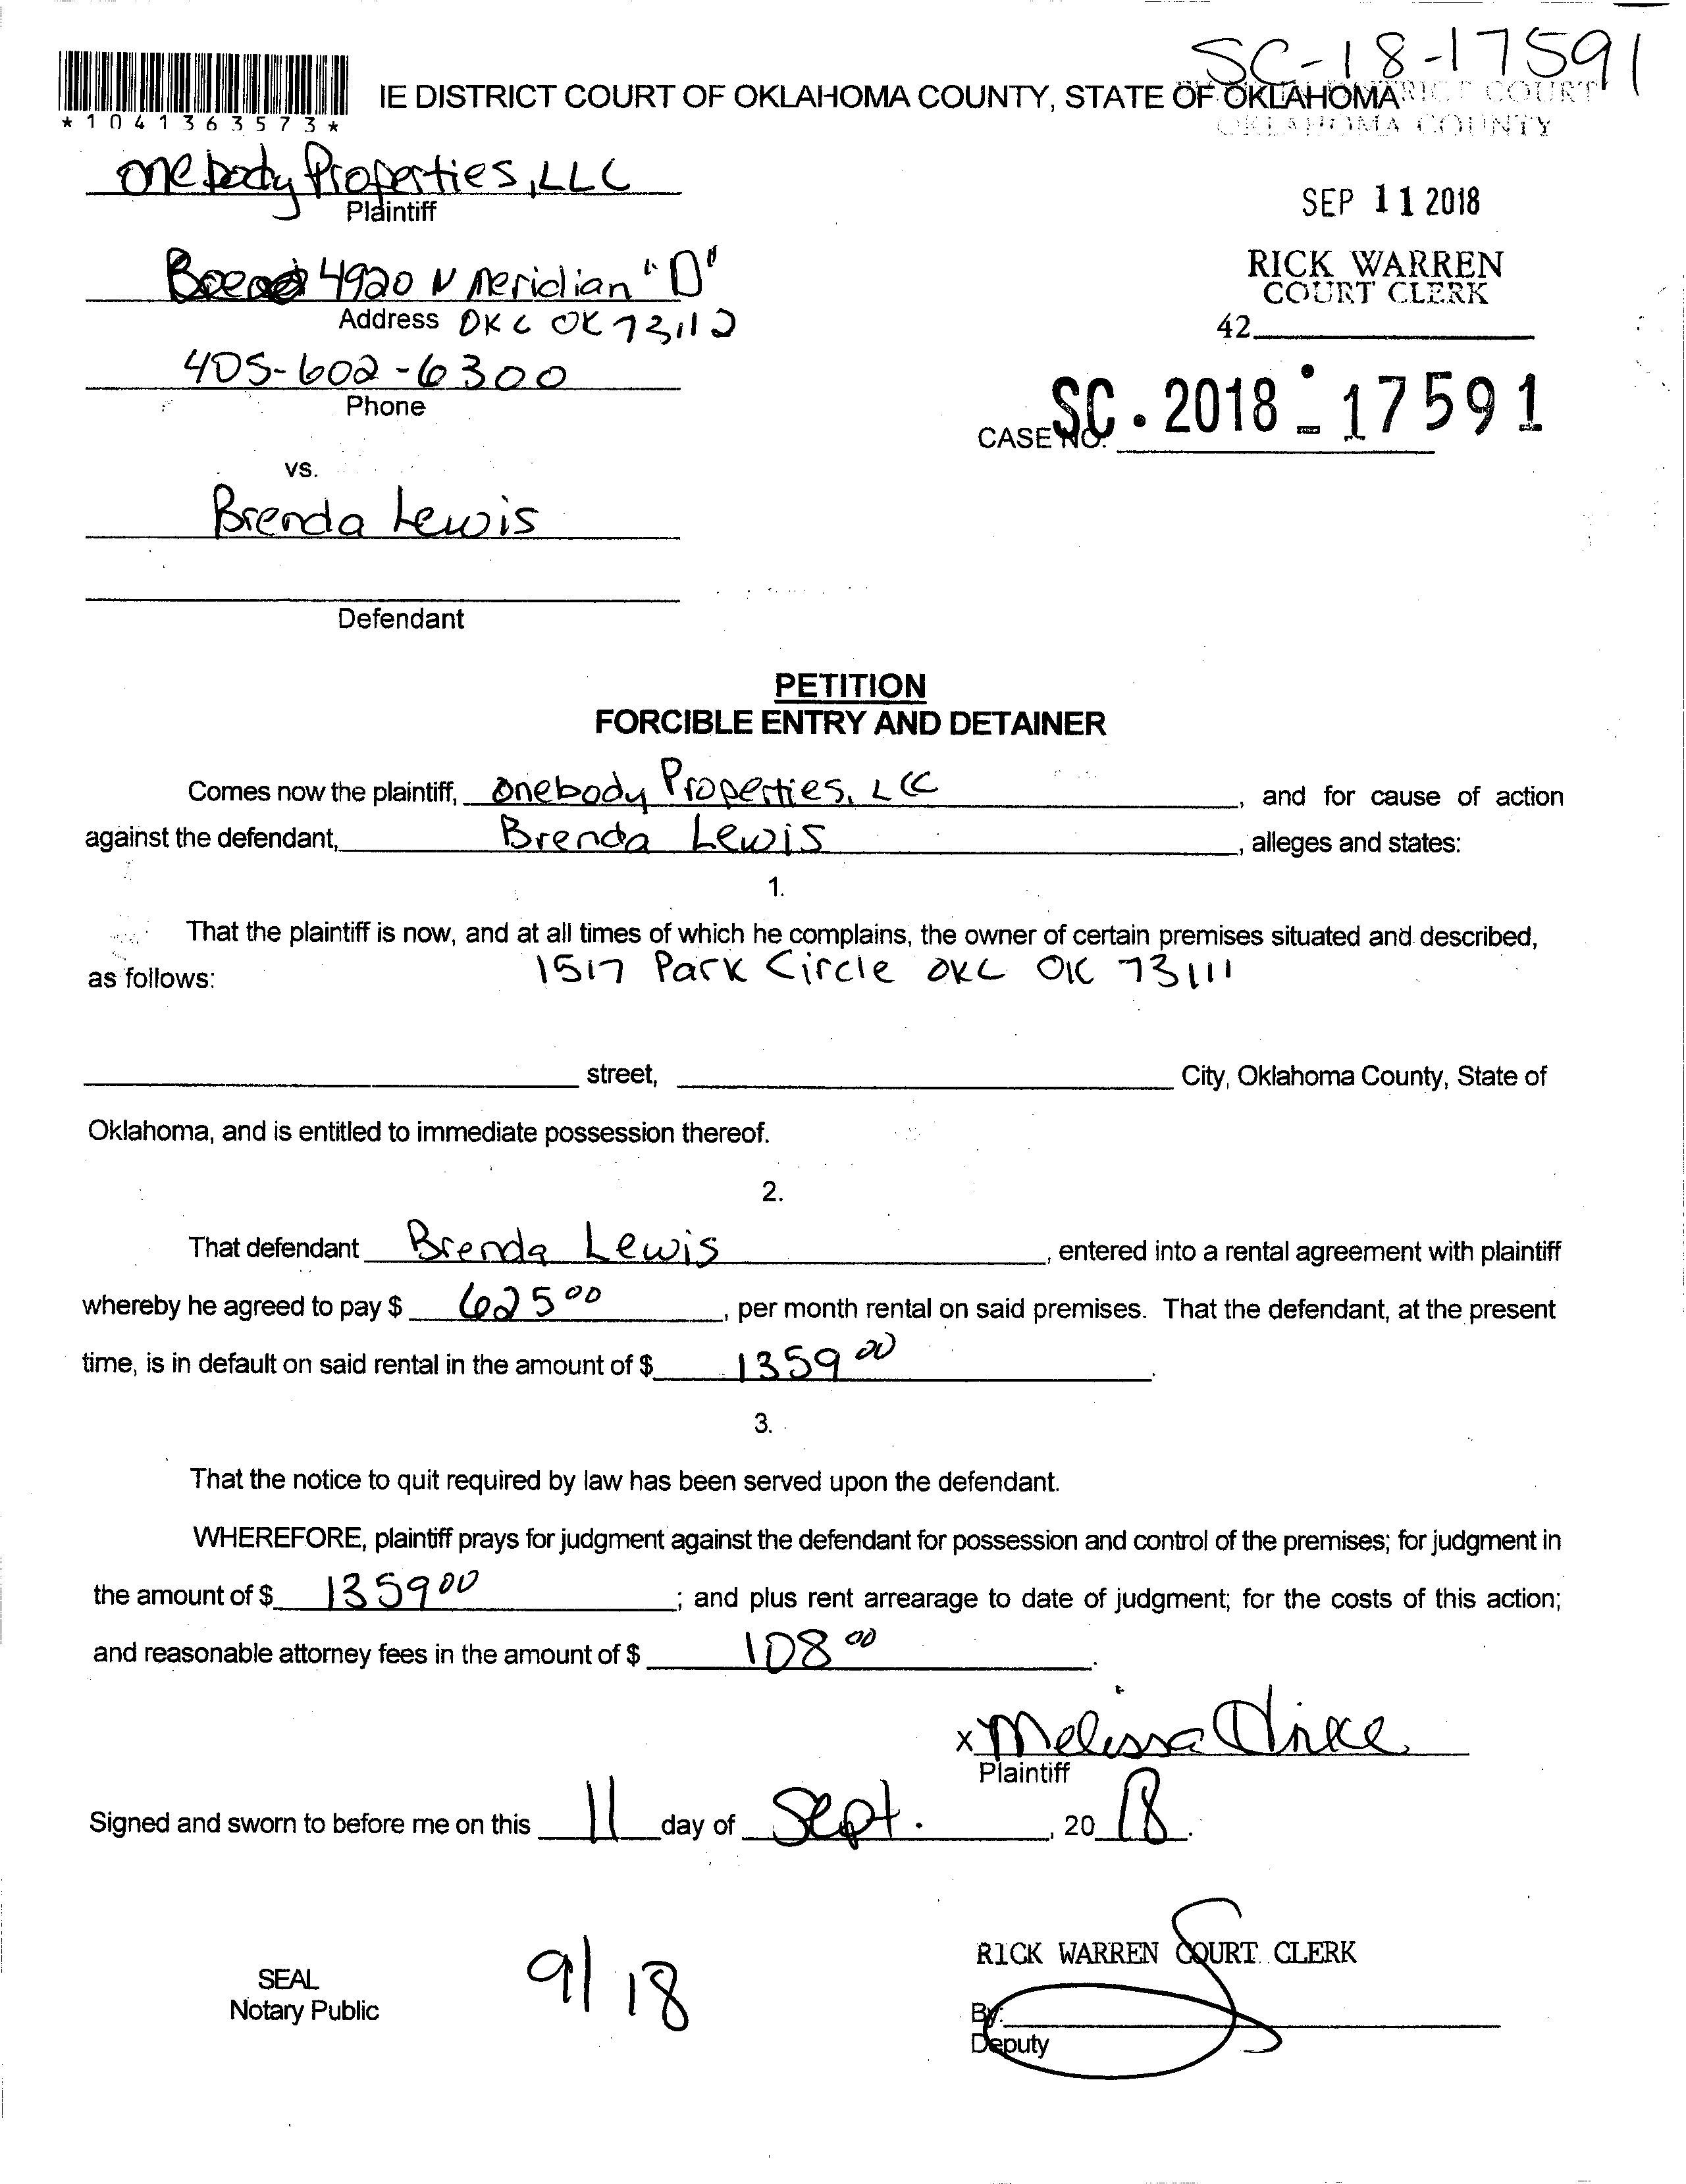 SC-18-17591
IE DISTRICT COURT OF OKLAHOMA COUNTY, STATE OF OKLAHOMA
DISTRICT COURT
OKLAHOMA COUNTY
*1041363573*
onebody Properties, LLC
Plaintiff
SEP 11 2018
4920 N Meridian "D"
RICK WARREN
COURT CLERK
Address OKC OK 73112
42
405-602-6300
Phone
CASE NO. SC-2018-17591
vs.
Brenda Lewis
Defendant
PETITION
FORCIBLE ENTRY AND DETAINER
Comes now the plaintiff, Onebody Properties, LLC, and for cause of action
against the defendant, Brenda Lewis, alleges and states:
1.
That the plaintiff is now, and at all times of which he complains, the owner of certain premises situated and described,
as follows: 1517 Park Circle OKC OK 73111
street, City, Oklahoma County, State of
Oklahoma, and is entitled to immediate possession thereof.
2.
That defendant Brenda Lewis, entered into a rental agreement with plaintiff
whereby he agreed to pay $ 625 00, per month rental on said premises. That the defendant, at the present
time, is in default on said rental in the amount of $ 1359 00.
3.
That the notice to quit required by law has been served upon the defendant.
WHEREFORE, plaintiff prays for judgment against the defendant for possession and control of the premises; for judgment in
the amount of $ 1359 00; and plus rent arrearage to date of judgment; for the costs of this action;
and reasonable attorney fees in the amount of $ 108 00.
x Melissa
Plaintiff
Signed and sworn to before me on this 11 day of Sept., 20 18.
RICK WARREN COURT CLERK
SEAL
Notary Public
9/18
By:
Deputy